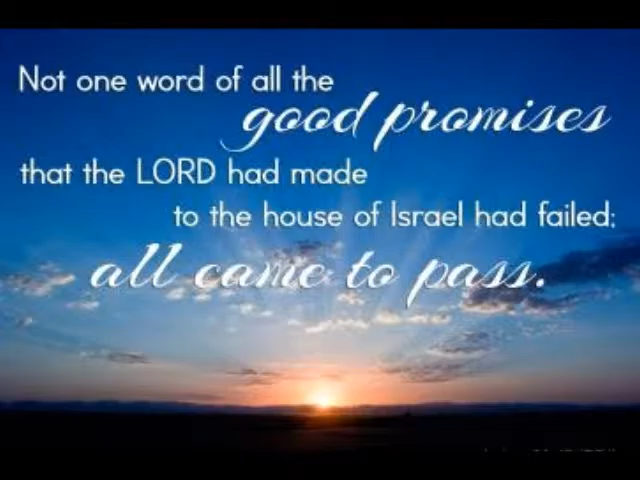 Not one word of all the
good promises
that the LORD had made
to the house of Israel had failed;
all came to pass.